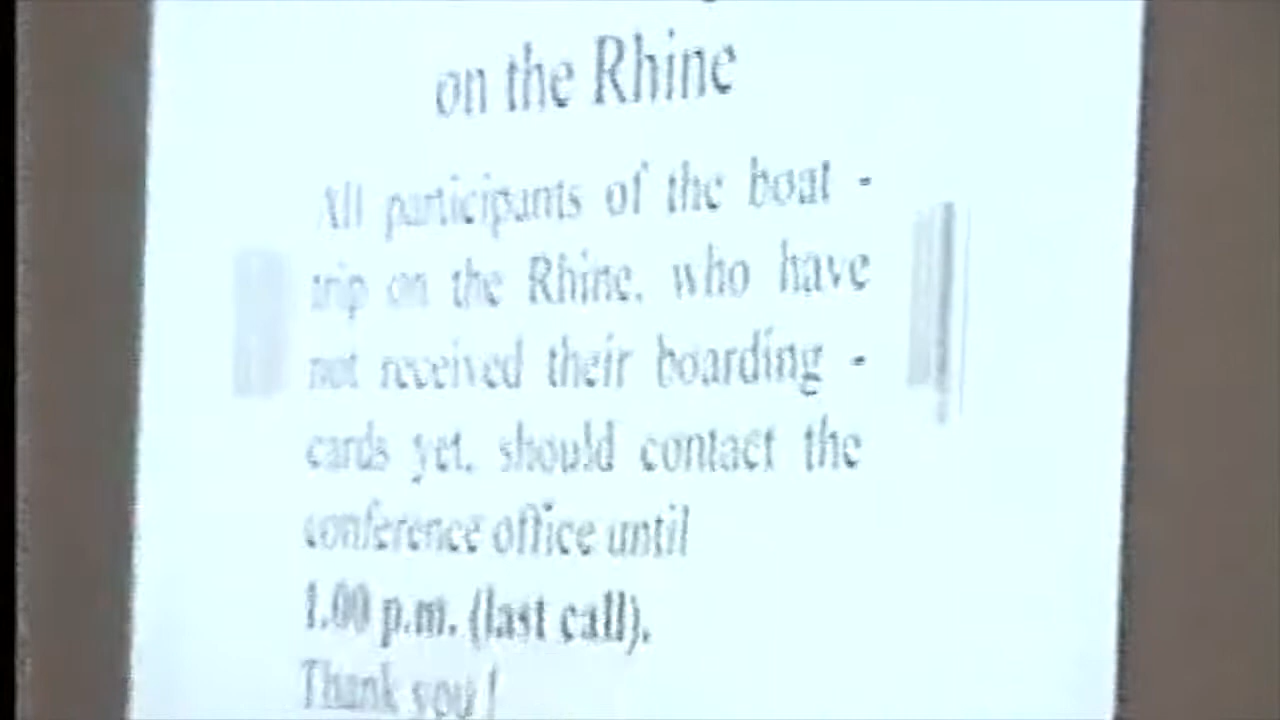 on the Rhine
All participants of the boat -
trip on the Rhine, who have
not received their boarding -
cards yet, should contact the
conference office until
1.00 p.m. (last call).
Thank you !